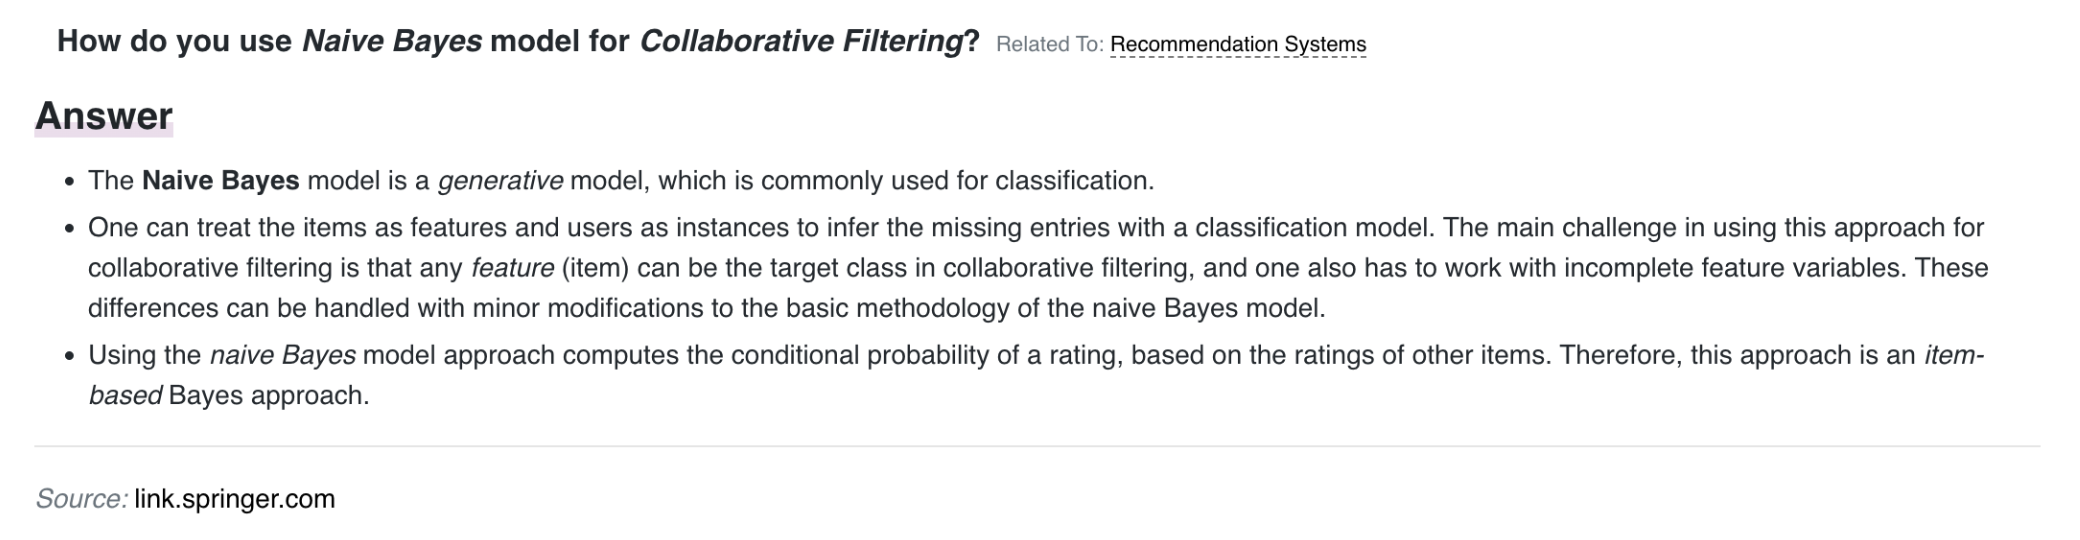 How do you use Naive Bayes model for Collaborative Filtering? Related To: Recommendation Systems
Answer
• The Naive Bayes model is a generative model, which is commonly used for classification.
• One can treat the items as features and users as instances to infer the missing entries with a classification model. The main challenge in using this approach for
collaborative filtering is that any feature (item) can be the target class in collaborative filtering, and one also has to work with incomplete feature variables. These
differences can be handled with minor modifications to the basic methodology of the naive Bayes model.
• Using the naive Bayes model approach computes the conditional probability of a rating, based on the ratings of other items. Therefore, this approach is an item-
based Bayes approach.
Source: link.springer.com